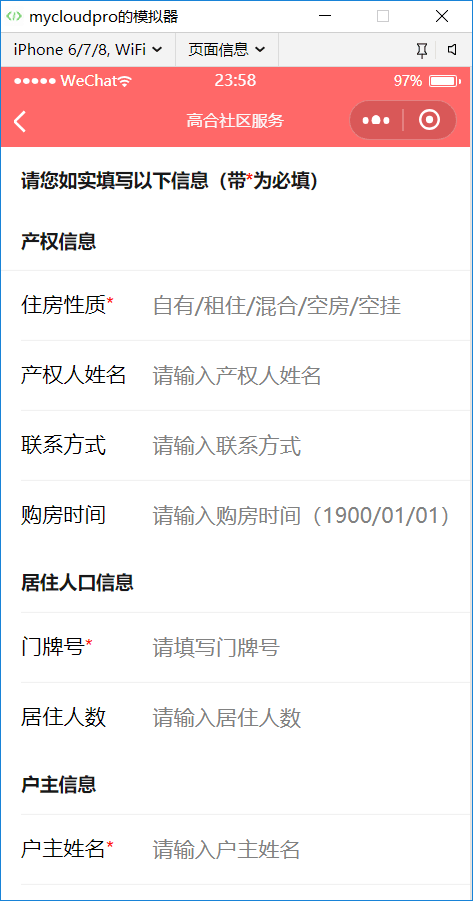 mycloudpro的模拟器
iPhone 6/7/8, WiFi 页面信息
WeChat 23:58 97%
高合社区服务
请您如实填写以下信息（带*为必填）
产权信息
住房性质* 自有/租住/混合/空房/空挂
产权人姓名 请输入产权人姓名
联系方式 请输入联系方式
购房时间 请输入购房时间（1900/01/01）
居住人口信息
门牌号* 请填写门牌号
居住人数 请输入居住人数
户主信息
户主姓名* 请输入户主姓名